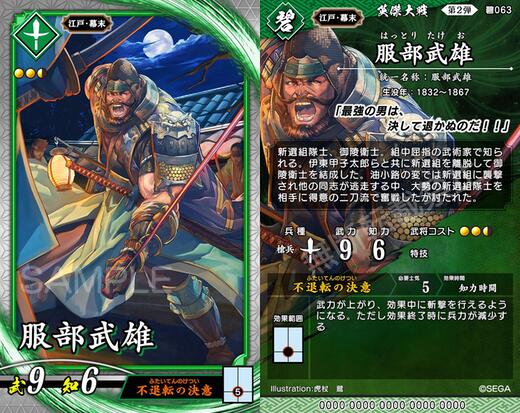 江戸・幕末
SAMPLE
服部武雄
武9 知6
ふたいてんのけつい
不退転の決意
5
碧
江戸・幕末
英傑大戦
第2弾
碧063
はっとり たけ お
服部武雄
統一名称：服部武雄
生没年：1832～1867
「最強の男は、
決して退かぬのだ！！」
新選組隊士、御陵衛士。組中屈指の武術家で知ら
れる。伊東甲子太郎らと共に新選組を離脱して御
陵衛士を結成した。油小路の変では新選組に襲撃
され他の同志が逃走する中、大勢の新選組隊士を
相手に得意の二刀流で奮戦したが討たれた。
兵種 武力 知力 武将コスト
槍兵 9 6 特技
ふたいてんのけつい
不退転の決意
必要士気
5
効果時間
知力時間
効果範囲
武力が上がり、効果中に斬撃を行えるように
なる。ただし効果終了時に兵力が減少す
る
Illustration:虎杖 鑓
©SEGA
0000-0000-0000-0000-0000